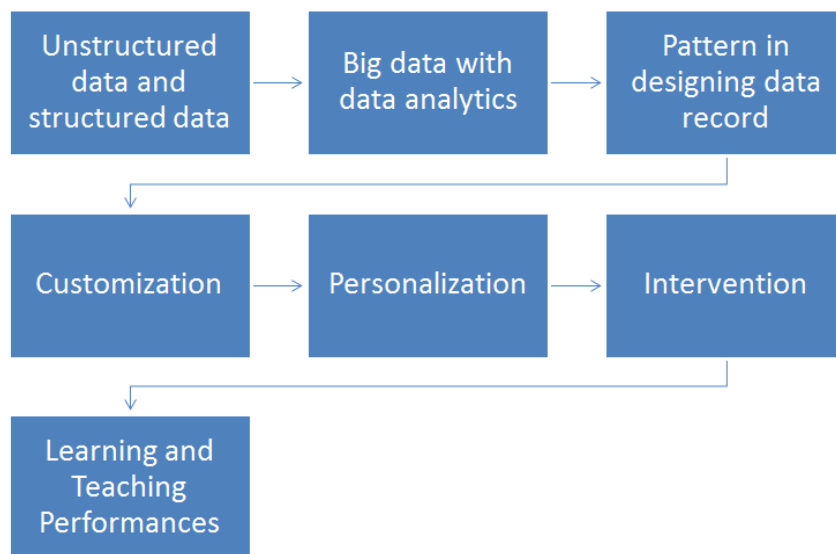 Unstructured
data and
structured data
Big data with
data analytics
Pattern in
designing data
record
Customization
Personalization
Intervention
Learning and
Teaching
Performances